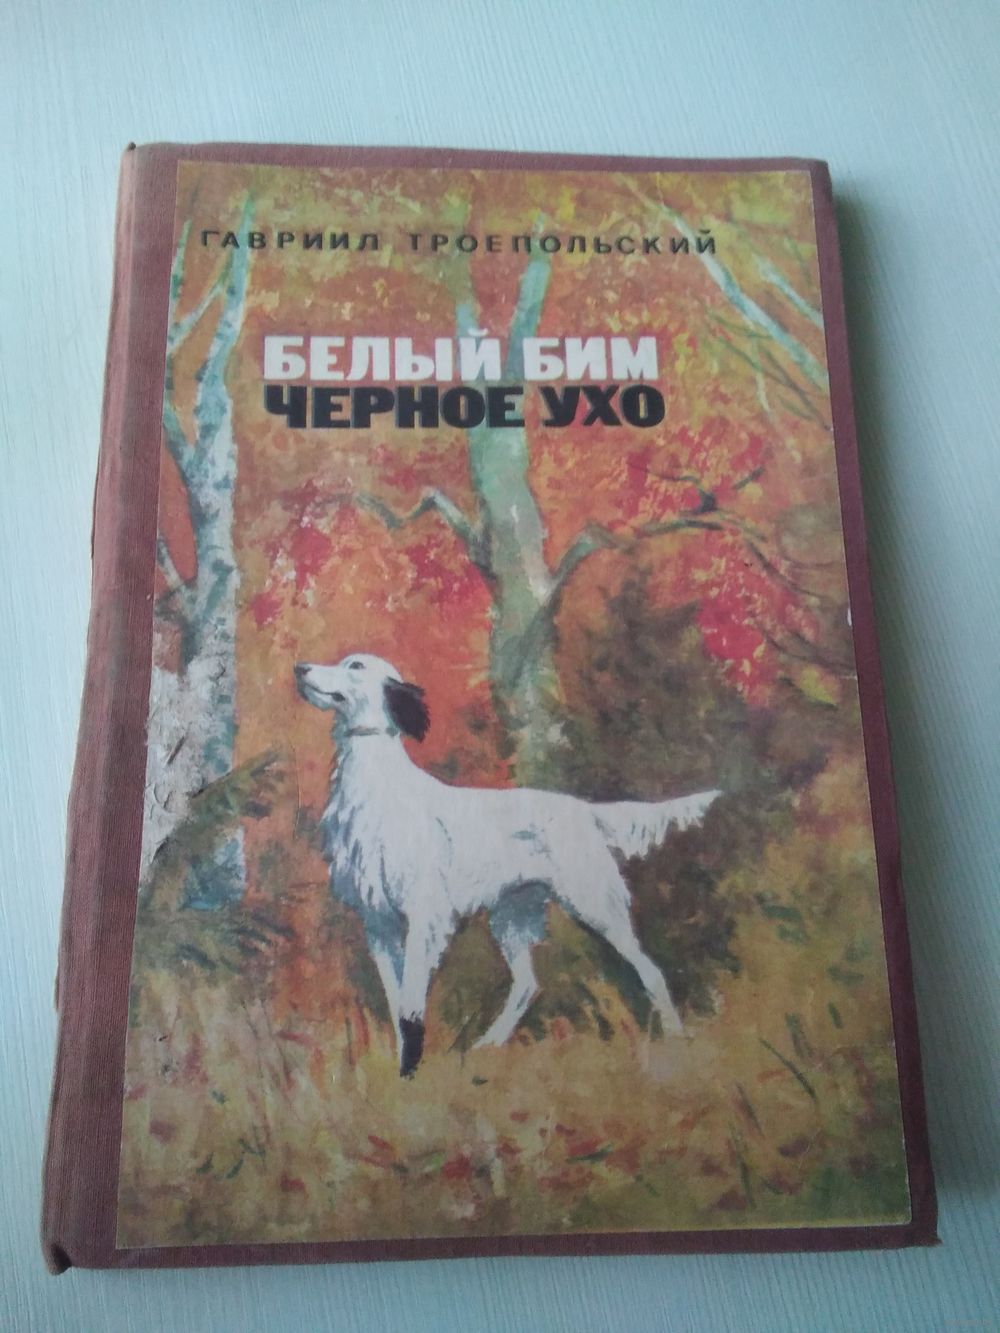 ГАВРИИЛ ТРОЕПОЛЬСКИЙ
БЕЛЫЙ БИМ
ЧЕРНОЕ УХО